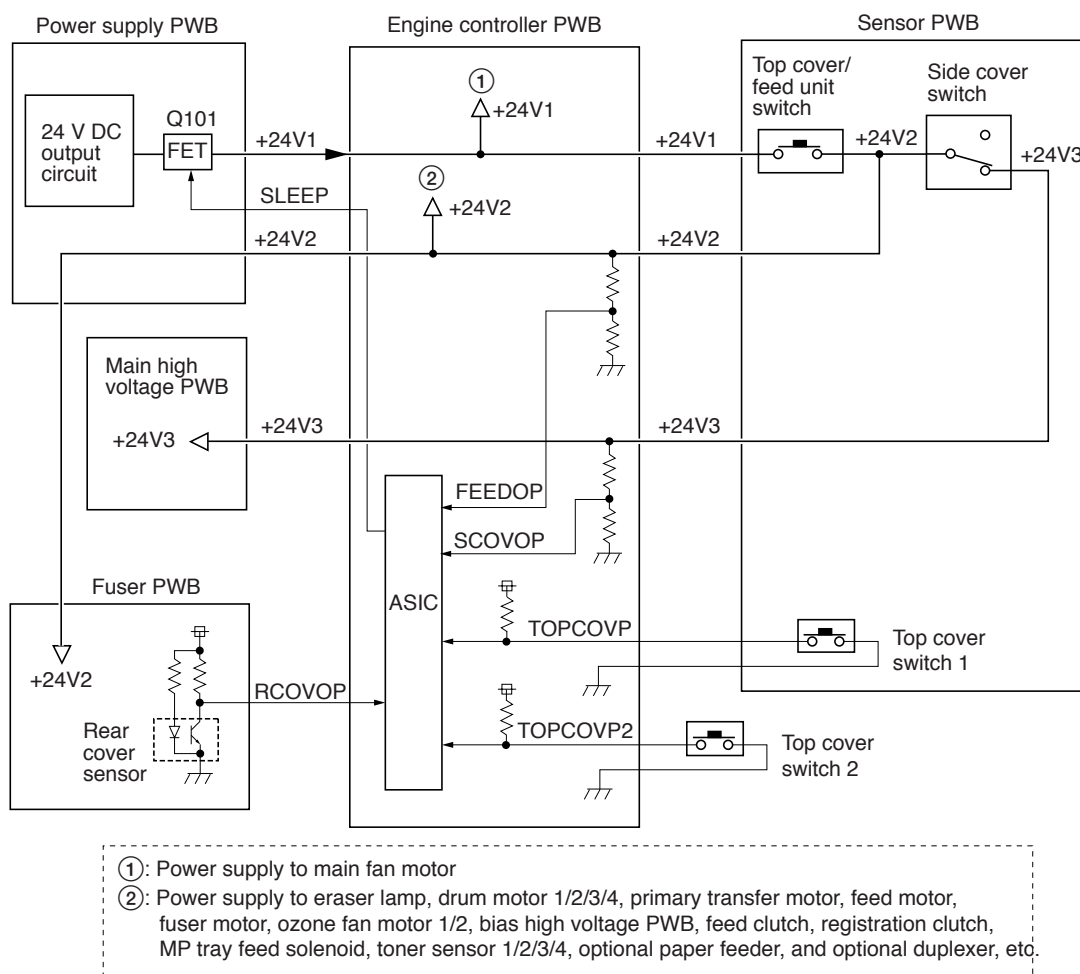 Power supply PWB
Engine controller PWB
Sensor PWB
24 V DC
output
circuit
Q101
FET
+24V1
SLEEP
+24V2
1
+24V1
2
+24V2
+24V1
+24V2
Top cover/
feed unit
switch
+24V2
Side cover
switch
+24V3
Main high
voltage PWB
+24V3
+24V3
+24V3
FEEDOP
SCOVOP
ASIC
TOPCOVP
TOPCOVP2
Top cover
switch 1
Top cover
switch 2
Fuser PWB
+24V2
RCOVOP
Rear
cover
sensor
1: Power supply to main fan motor
2: Power supply to eraser lamp, drum motor 1/2/3/4, primary transfer motor, feed motor,
fuser motor, ozone fan motor 1/2, bias high voltage PWB, feed clutch, registration clutch,
MP tray feed solenoid, toner sensor 1/2/3/4, optional paper feeder, and optional duplexer, etc.